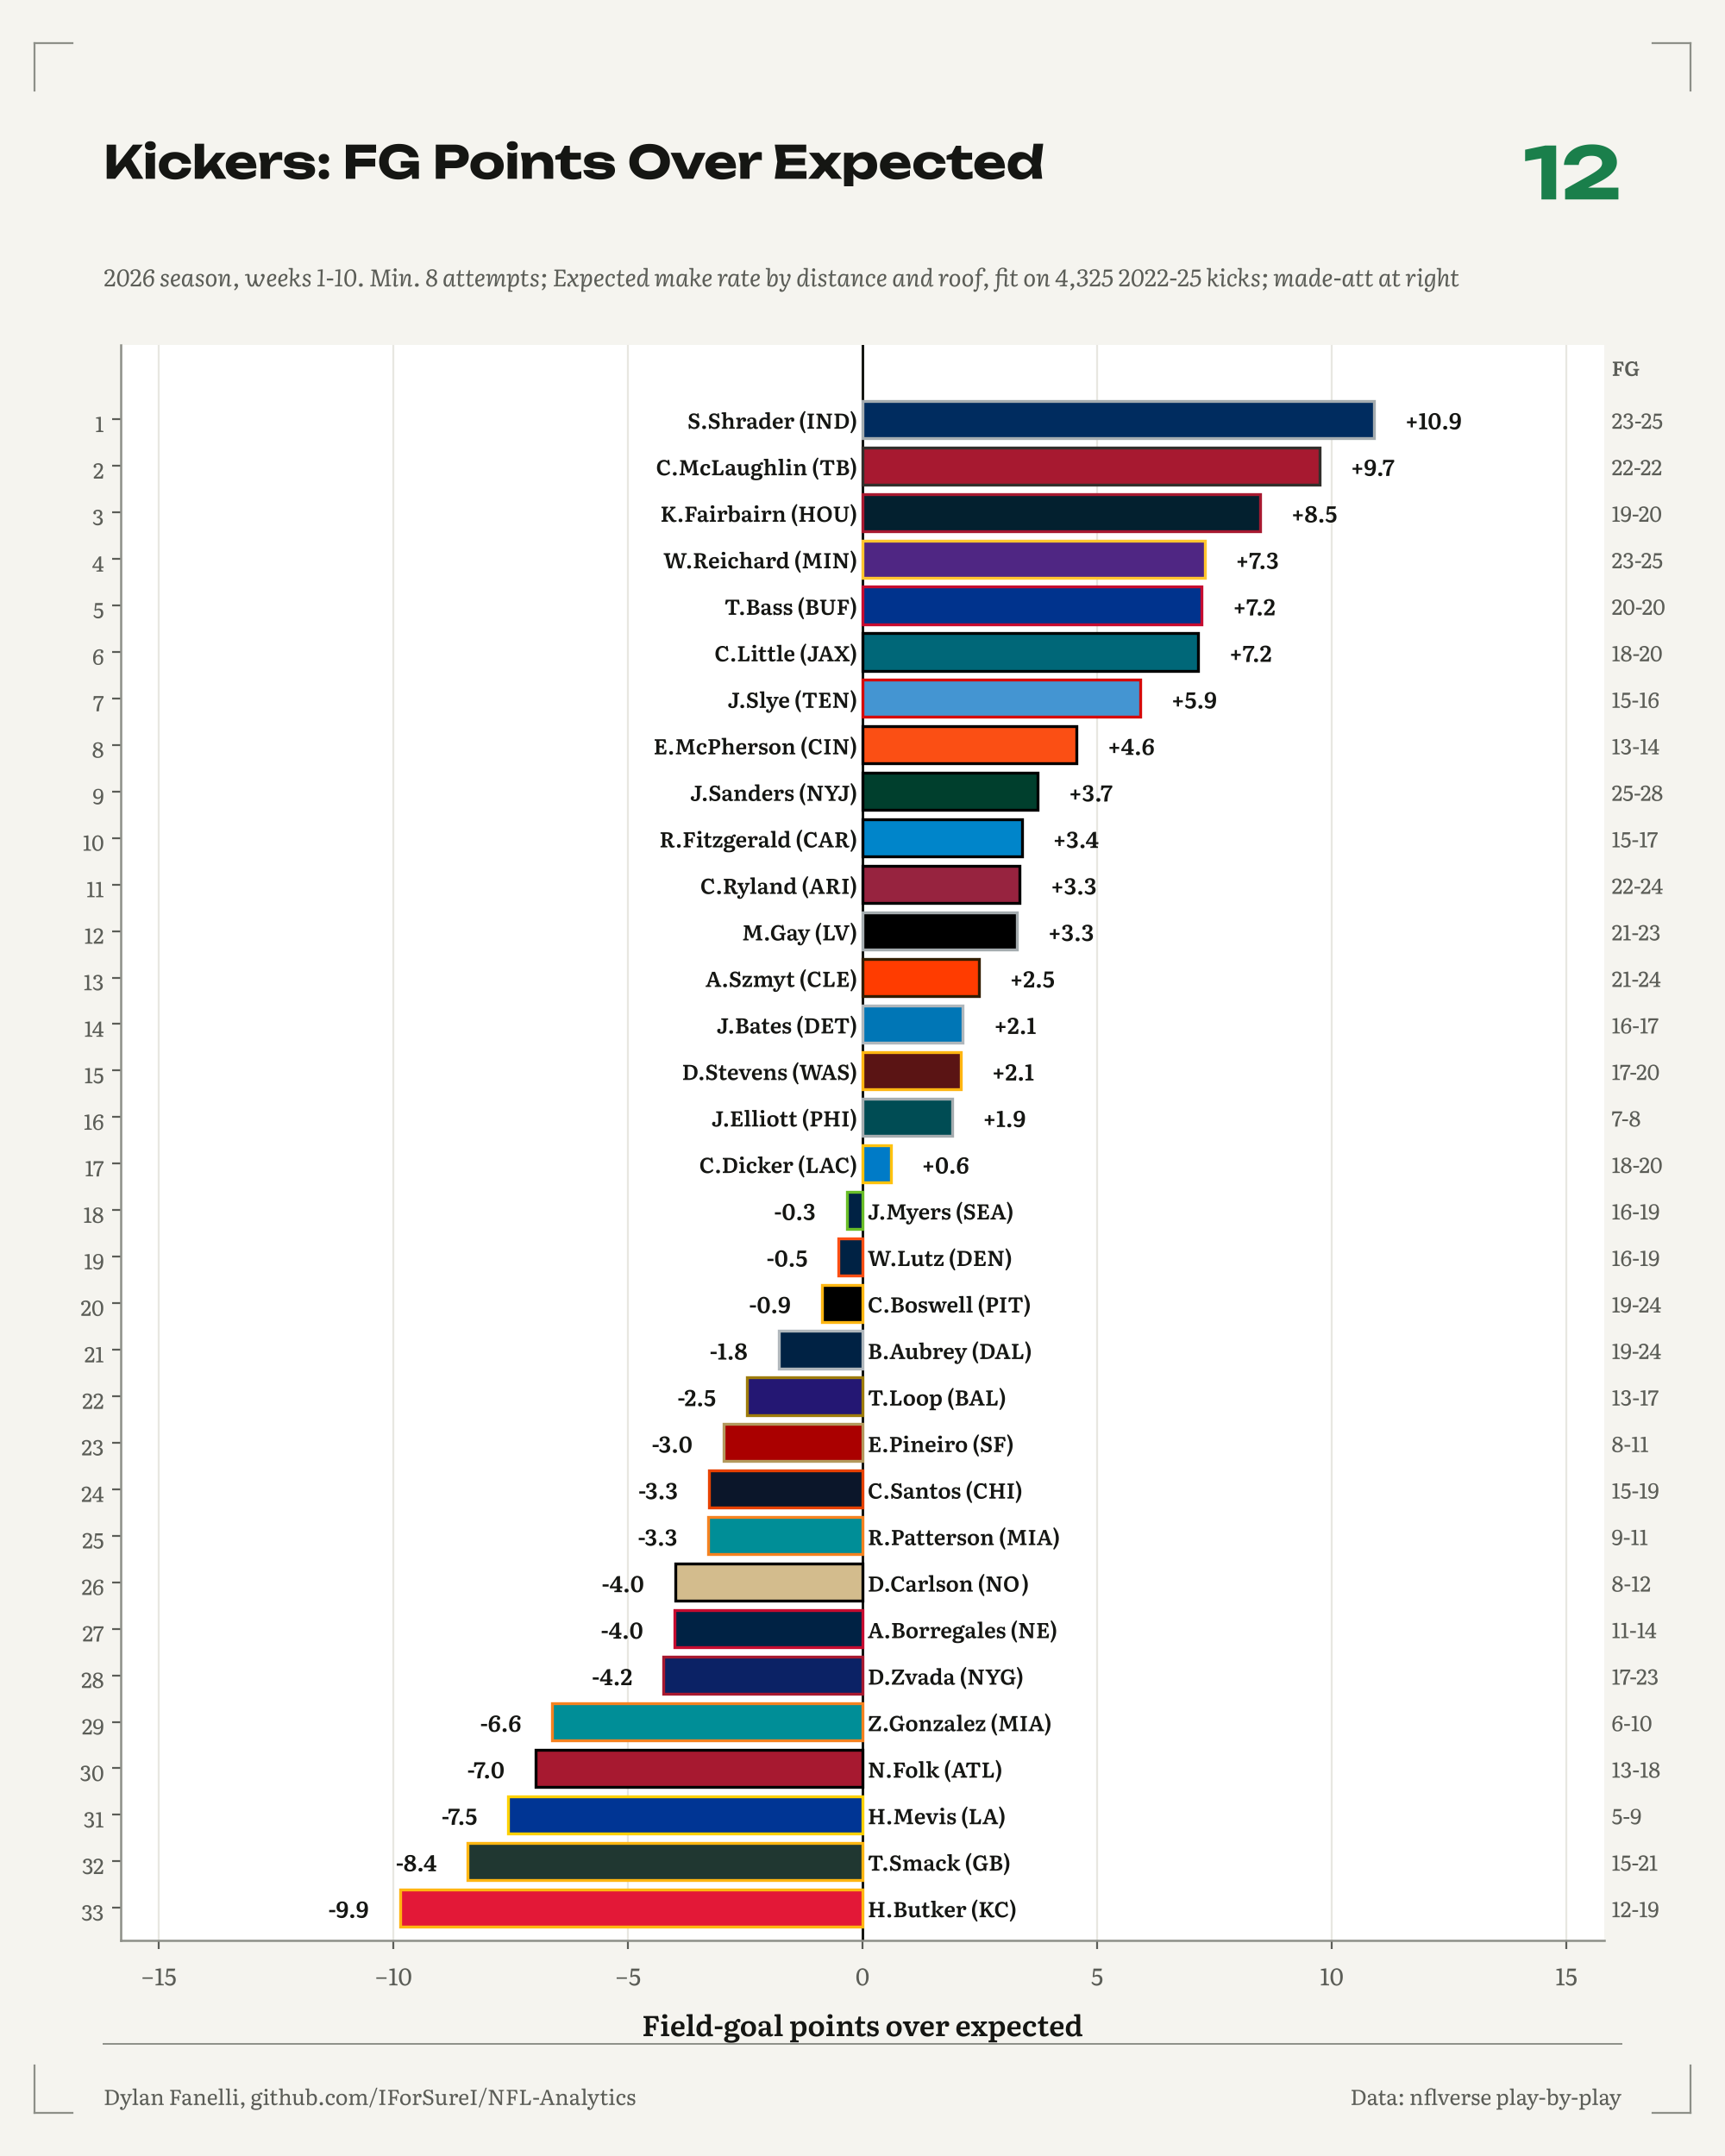 Kickers: FG Points Over Expected
12
2026 season, weeks 1-10. Min. 8 attempts; Expected make rate by distance and roof, fit on 4,325 2022-25 kicks; made-att at right
FG
1 S.Shrader (IND) +10.9 23-25
2 C.McLaughlin (TB) +9.7 22-22
3 K.Fairbairn (HOU) +8.5 19-20
4 W.Reichard (MIN) +7.3 23-25
5 T.Bass (BUF) +7.2 20-20
6 C.Little (JAX) +7.2 18-20
7 J.Slye (TEN) +5.9 15-16
8 E.McPherson (CIN) +4.6 13-14
9 J.Sanders (NYJ) +3.7 25-28
10 R.Fitzgerald (CAR) +3.4 15-17
11 C.Ryland (ARI) +3.3 22-24
12 M.Gay (LV) +3.3 21-23
13 A.Szmyt (CLE) +2.5 21-24
14 J.Bates (DET) +2.1 16-17
15 D.Stevens (WAS) +2.1 17-20
16 J.Elliott (PHI) +1.9 7-8
17 C.Dicker (LAC) +0.6 18-20
18 -0.3 J.Myers (SEA) 16-19
19 -0.5 W.Lutz (DEN) 16-19
20 -0.9 C.Boswell (PIT) 19-24
21 -1.8 B.Aubrey (DAL) 19-24
22 -2.5 T.Loop (BAL) 13-17
23 -3.0 E.Pineiro (SF) 8-11
24 -3.3 C.Santos (CHI) 15-19
25 -3.3 R.Patterson (MIA) 9-11
26 -4.0 D.Carlson (NO) 8-12
27 -4.0 A.Borregales (NE) 11-14
28 -4.2 D.Zvada (NYG) 17-23
29 -6.6 Z.Gonzalez (MIA) 6-10
30 -7.0 N.Folk (ATL) 13-18
31 -7.5 H.Mevis (LA) 5-9
32 -8.4 T.Smack (GB) 15-21
33 -9.9 H.Butker (KC) 12-19
−15 −10 −5 0 5 10 15
Field-goal points over expected
Dylan Fanelli, github.com/IForSureI/NFL-Analytics
Data: nflverse play-by-play